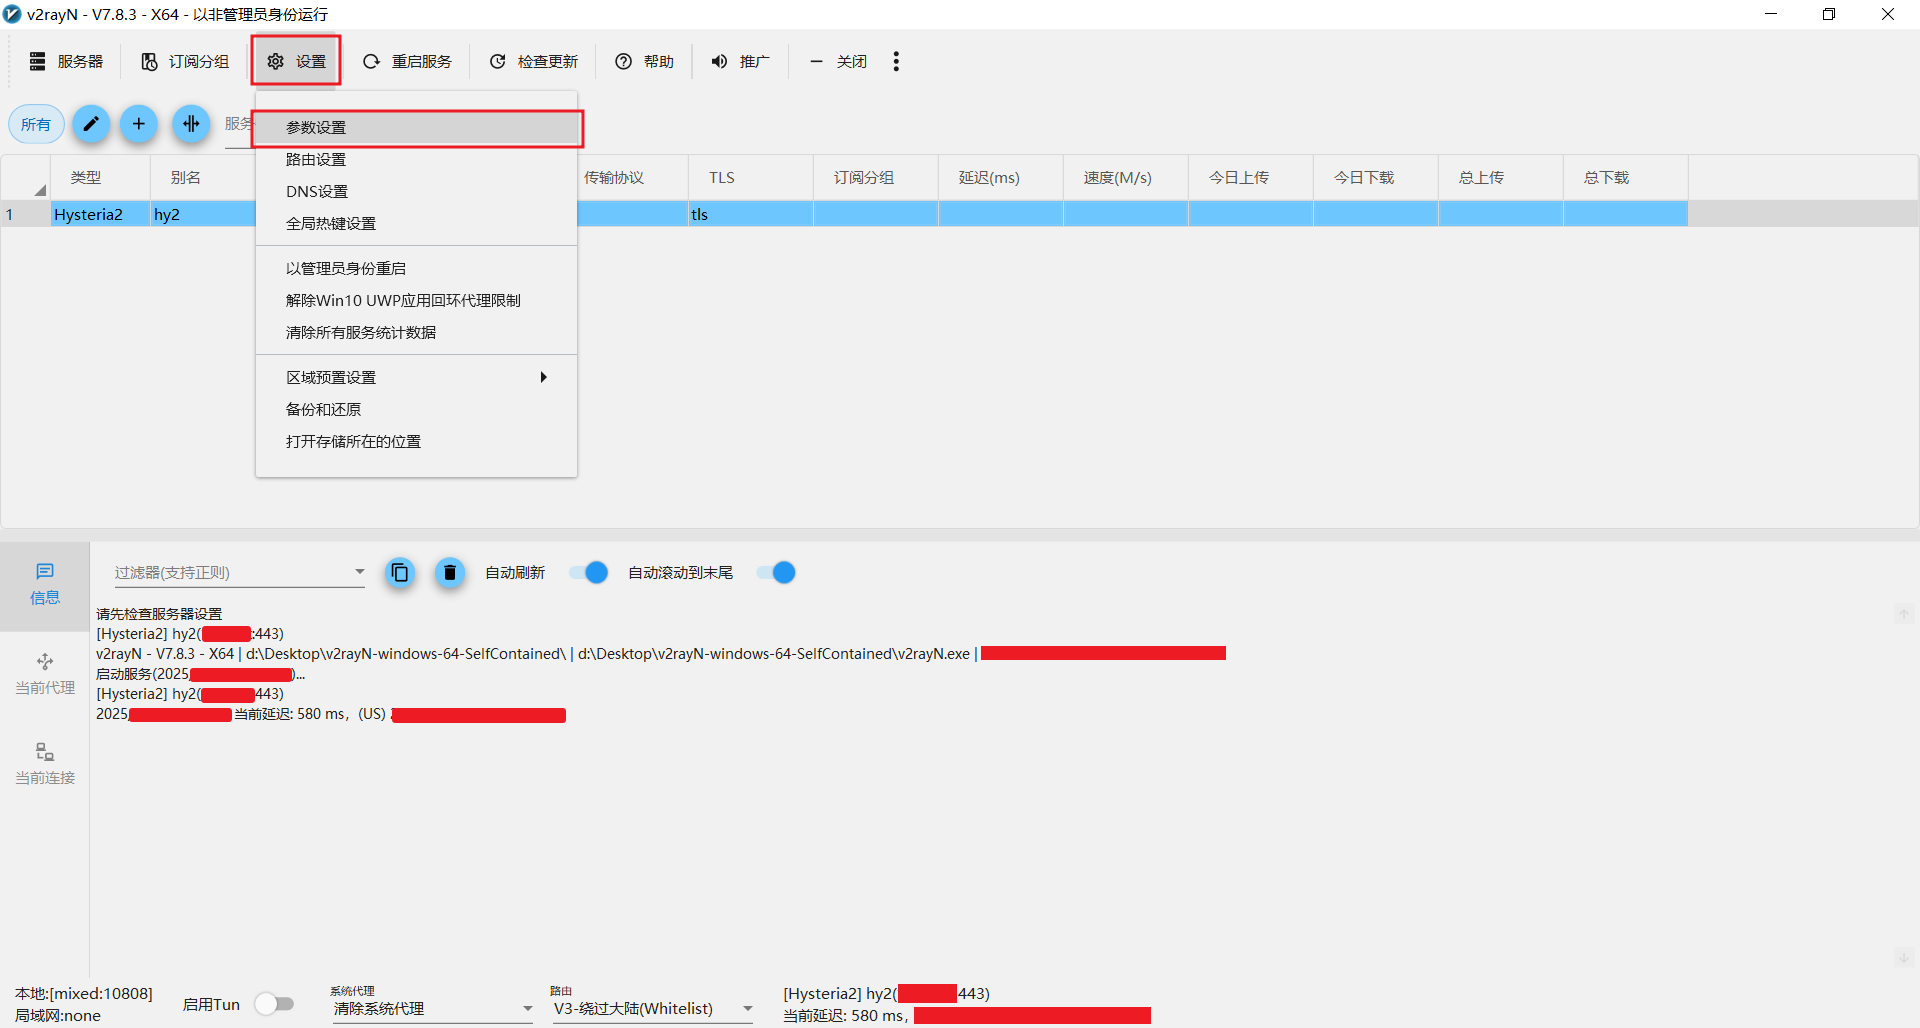 v2rayN - V7.8.3 - X64 - 以非管理员身份运行
服务器 订阅分组 设置 重启服务 检查更新 帮助 推广 关闭
所有 服务
参数设置
路由设置
DNS设置
全局热键设置
以管理员身份重启
解除Win10 UWP应用回环代理限制
清除所有服务统计数据
区域预置设置
备份和还原
打开存储所在的位置
类型 别名 传输协议 TLS 订阅分组 延迟(ms) 速度(M/s) 今日上传 今日下载 总上传 总下载
1 Hysteria2 hy2 tls
信息
当前代理
当前连接
过滤器(支持正则) 自动刷新 自动滚动到末尾
请先检查服务器设置
[Hysteria2] hy2( :443)
v2rayN - V7.8.3 - X64 | d:\Desktop\v2rayN-windows-64-SelfContained\ | d:\Desktop\v2rayN-windows-64-SelfContained\v2rayN.exe |
启动服务(2025 )...
[Hysteria2] hy2( 443)
2025 当前延迟: 580 ms，(US)
本地:[mixed:10808]
局域网:none
启用Tun
系统代理
清除系统代理
路由
V3-绕过大陆(Whitelist)
[Hysteria2] hy2( 443)
当前延迟: 580 ms，